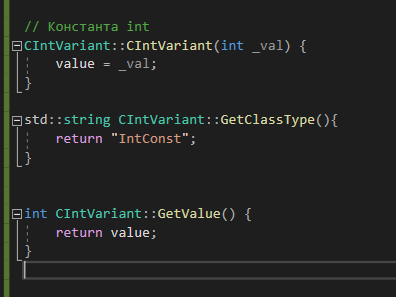 // Константа int
CIntVariant::CIntVariant(int _val) {
value = _val;
}
std::string CIntVariant::GetClassType(){
return "IntConst";
}
int CIntVariant::GetValue() {
return value;
}